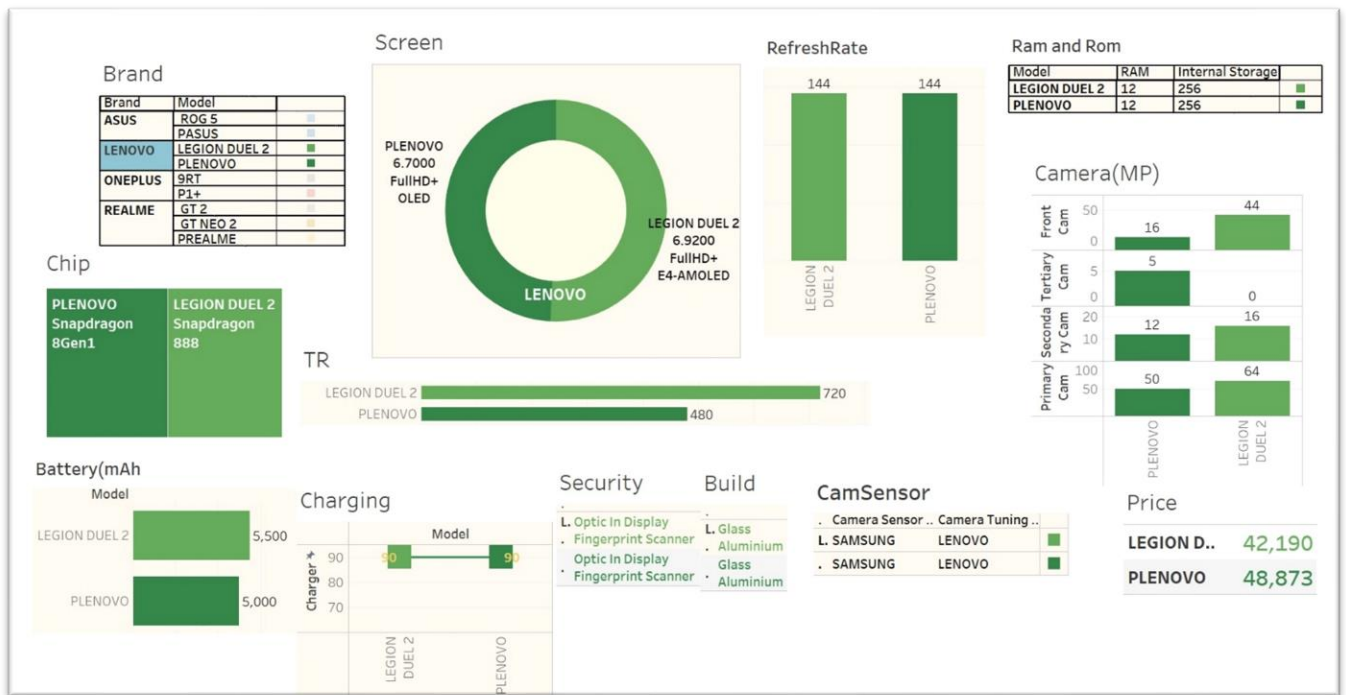 Brand
Brand Model
ASUS ROG 5
PASUS
LENOVO LEGION DUEL 2
PLENOVO
ONEPLUS 9RT
P1+
REALME GT 2
GT NEO 2
PREALME
Screen
PLENOVO
6.7000
FullHD+
OLED
LEGION DUEL 2
6.9200
FullHD+
E4-AMOLED
LENOVO
RefreshRate
144 144
LEGION
DUEL 2
PLENOVO
Ram and Rom
Model RAM Internal Storage
LEGION DUEL 2 12 256
PLENOVO 12 256
Chip
PLENOVO
Snapdragon
8Gen1
LEGION DUEL 2
Snapdragon
888
TR
LEGION DUEL 2 720
PLENOVO 480
Camera(MP)
Front
Cam
50
0
16 44
Tertiary
Cam
5
0
5 0
Seconda
ry Cam
20
10
12 16
Primary
Cam
100
50
50 64
PLENOVO
LEGION
DUEL 2
Battery(mAh
Model
LEGION DUEL 2 5,500
PLENOVO 5,000
Charging
Model
Charger
90
80
70
90 90
LEGION
DUEL 2
PLENOVO
Security
.
L. Optic In Display
. Fingerprint Scanner
Optic In Display
. Fingerprint Scanner
Build
.
L. Glass
. Aluminium
Glass
. Aluminium
CamSensor
. Camera Sensor .. Camera Tuning ..
L. SAMSUNG LENOVO
. SAMSUNG LENOVO
Price
LEGION D.. 42,190
PLENOVO 48,873